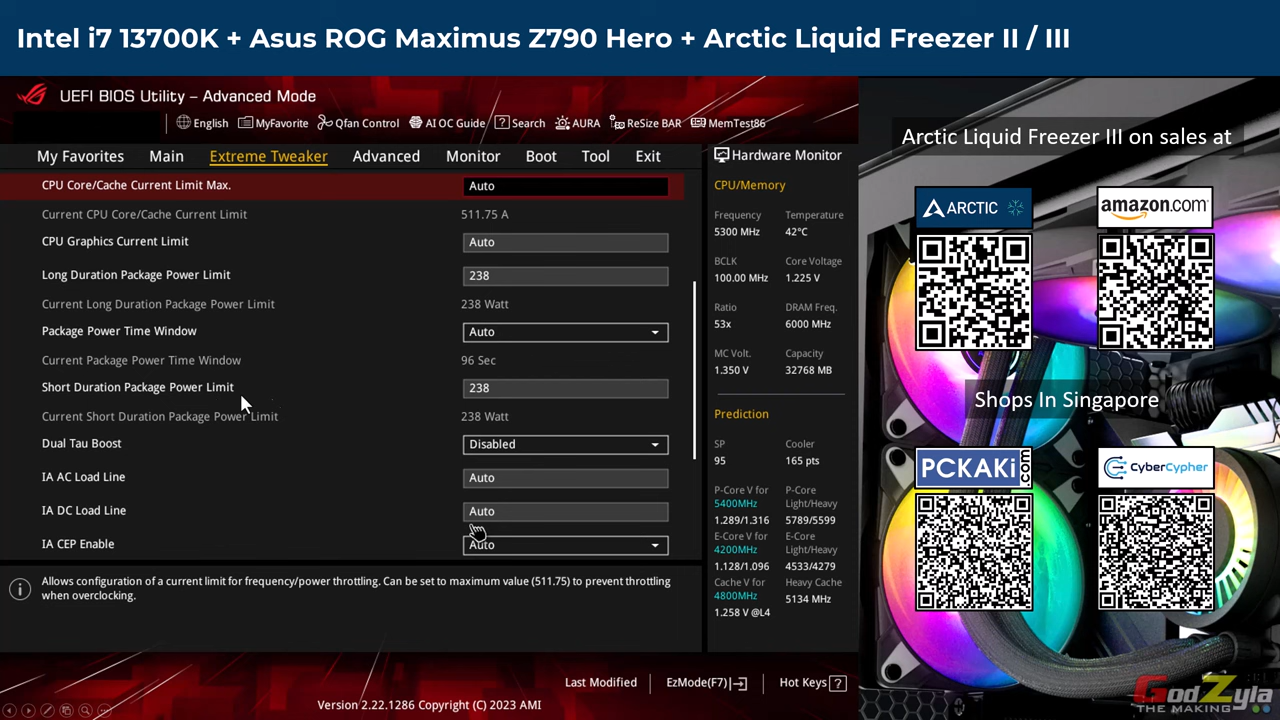 Intel i7 13700K + Asus ROG Maximus Z790 Hero + Arctic Liquid Freezer II / III
UEFI BIOS Utility – Advanced Mode
English
MyFavorite
Qfan Control
AI OC Guide
? Search
AURA
ReSize BAR
MemTest86
My Favorites
Main
Extreme Tweaker
Advanced
Monitor
Boot
Tool
Exit
CPU Core/Cache Current Limit Max.
Auto
Current CPU Core/Cache Current Limit
511.75 A
CPU Graphics Current Limit
Auto
Long Duration Package Power Limit
238
Current Long Duration Package Power Limit
238 Watt
Package Power Time Window
Auto
Current Package Power Time Window
96 Sec
Short Duration Package Power Limit
238
Current Short Duration Package Power Limit
238 Watt
Dual Tau Boost
Disabled
IA AC Load Line
Auto
IA DC Load Line
Auto
IA CEP Enable
Auto
Allows configuration of a current limit for frequency/power throttling. Can be set to maximum value (511.75) to prevent throttling
when overclocking.
Last Modified
EzMode(F7)
Hot Keys ?
Version 2.22.1286 Copyright (C) 2023 AMI
Hardware Monitor
CPU/Memory
Frequency Temperature
5300 MHz 42°C
BCLK Core Voltage
100.00 MHz 1.225 V
Ratio DRAM Freq.
53x 6000 MHz
MC Volt. Capacity
1.350 V 32768 MB
Prediction
SP Cooler
95 165 pts
P-Core V for P-Core
5400MHz Light/Heavy
1.289/1.316 5789/5599
E-Core V for E-Core
4200MHz Light/Heavy
1.128/1.096 4533/4279
Cache V for Heavy Cache
4800MHz 5134 MHz
1.258 V @L4
Arctic Liquid Freezer III on sales at
ARCTIC
amazon.com
Shops In Singapore
PCKAKi.com
CyberCypher
GodZyla
THE MAKING